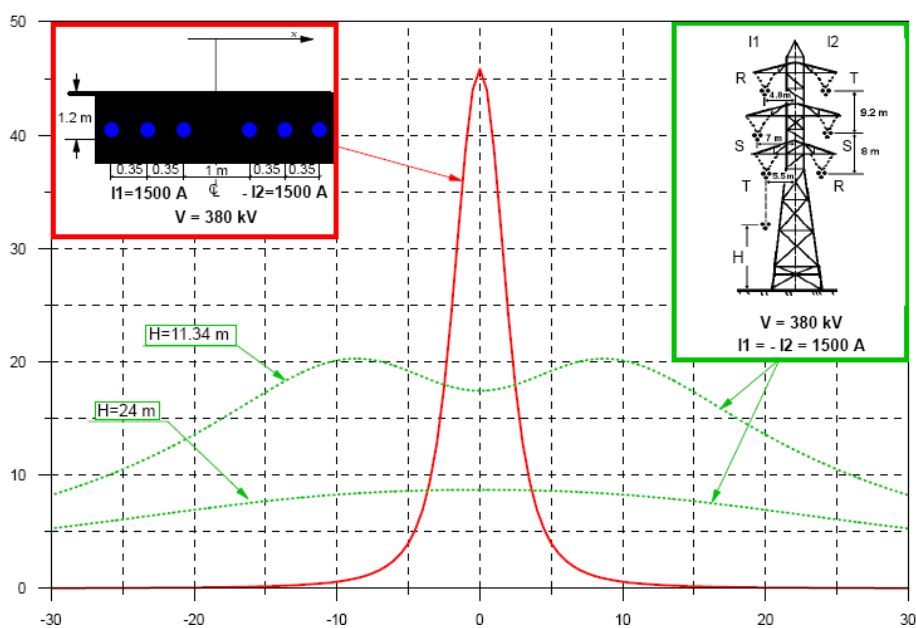 50
40
30
20
10
0
-30
-20
-10
0
10
20
30
x
1.2 m
0.35
0.35
1 m
0.35
0.35
I1=1500 A
℄
- I2=1500 A
V = 380 kV
H=11.34 m
H=24 m
I1
I2
R
T
4.8m
9.2 m
S
7 m
S
8 m
T
5.5m
R
H
V = 380 kV
I1 = - I2 = 1500 A